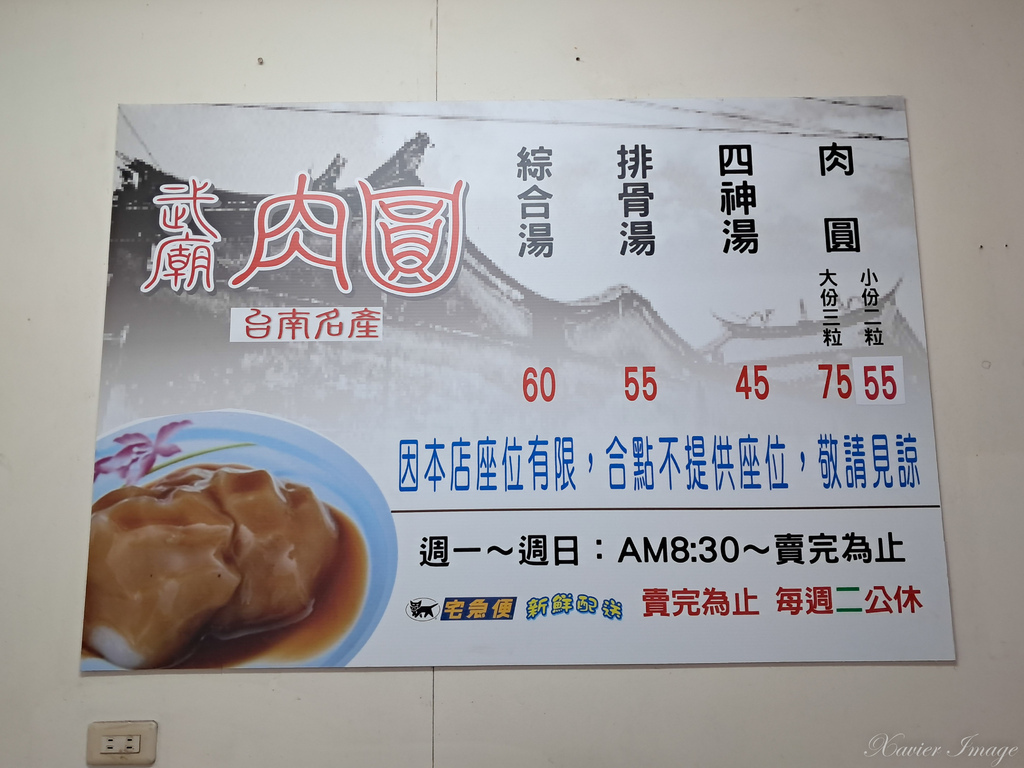 武廟
肉圓
台南名產
肉圓
小份二粒
55
大份三粒
75
四神湯
45
排骨湯
55
綜合湯
60
因本店座位有限，合點不提供座位，敬請見諒
週一～週日：AM8:30～賣完為止
宅急便 新鮮配送 賣完為止 每週二公休
Xavier Image